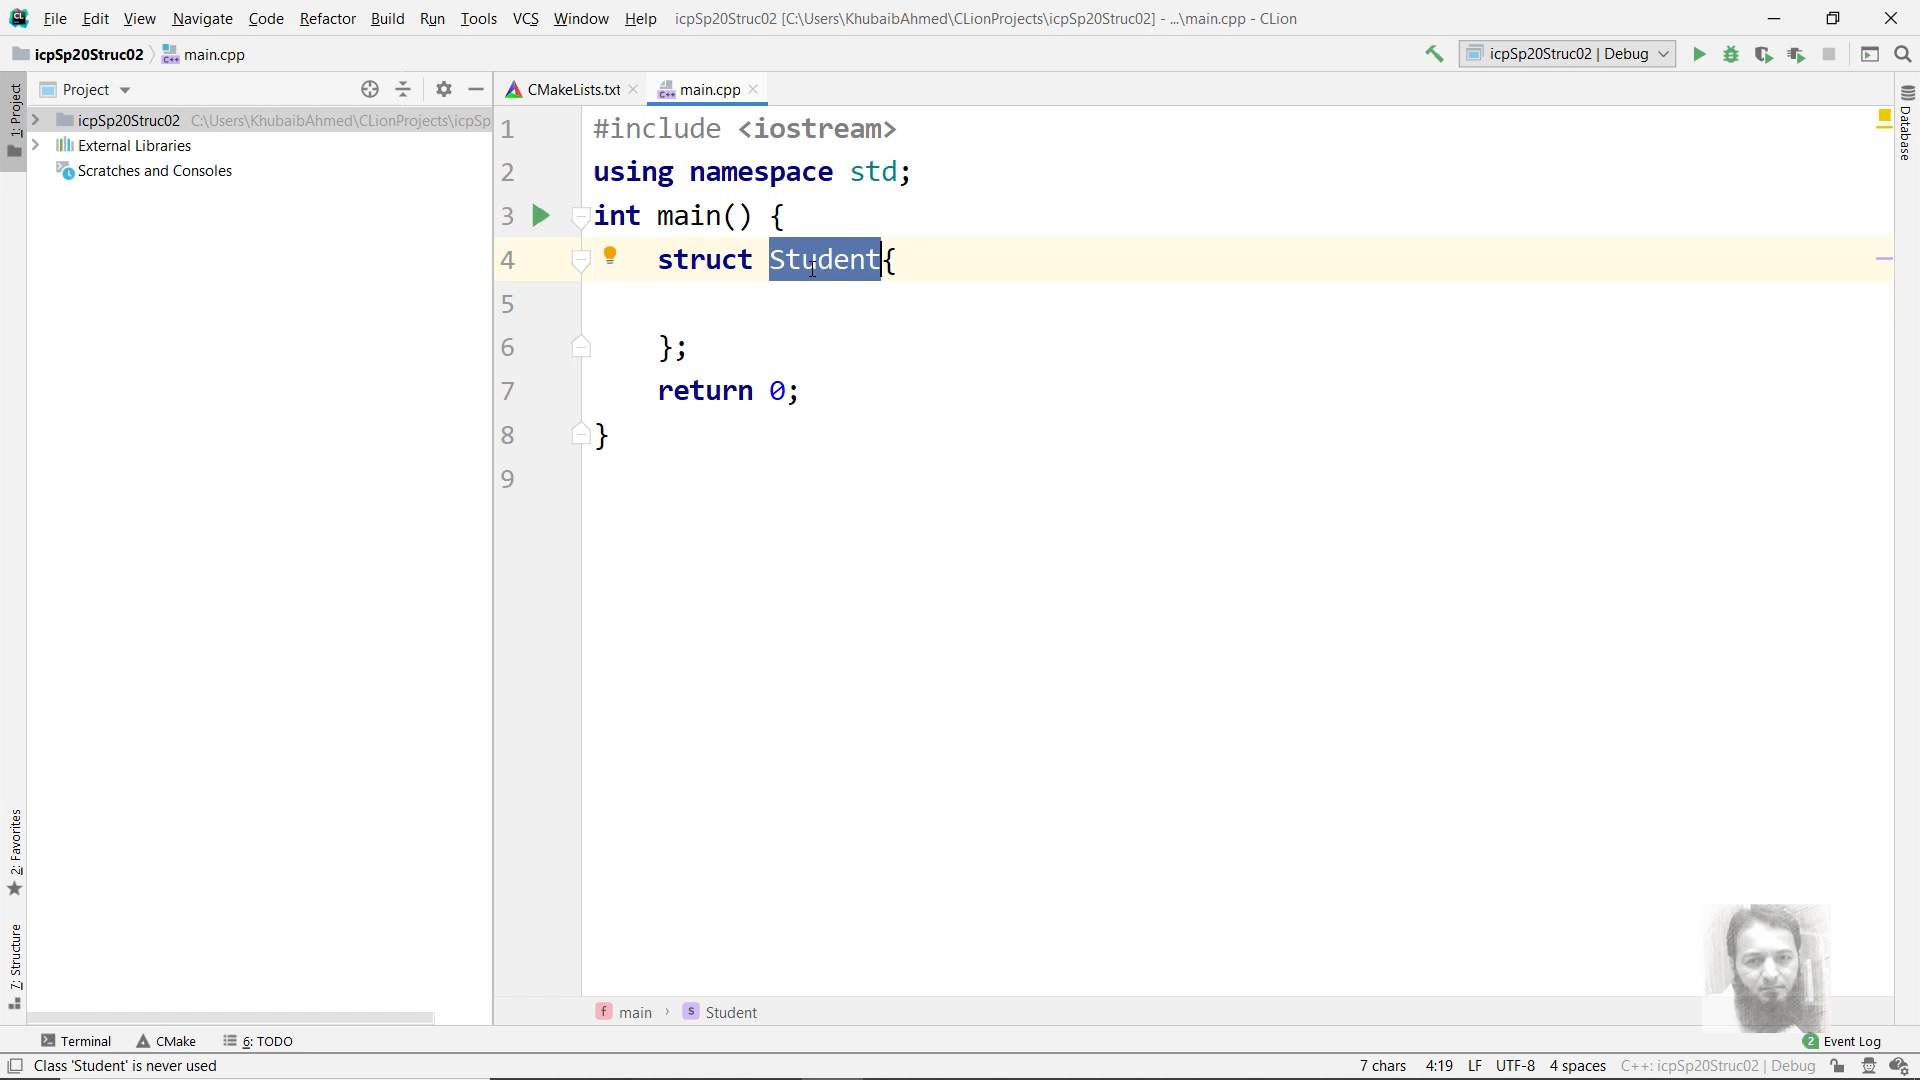 File Edit View Navigate Code Refactor Build Run Tools VCS Window Help icpSp20Struc02 [C:\Users\KhubaibAhmed\CLionProjects\icpSp20Struc02] - ...\main.cpp - CLion
icpSp20Struc02 main.cpp icpSp20Struc02 | Debug
1: Project
Project
icpSp20Struc02 C:\Users\KhubaibAhmed\CLionProjects\icpSp
External Libraries
Scratches and Consoles
CMakeLists.txt main.cpp
1 #include <iostream>
2 using namespace std;
3 int main() {
4 struct Student{
5
6 };
7 return 0;
8 }
9
Database
2: Favorites
7: Structure
f main › S Student
Terminal CMake 6: TODO 2 Event Log
Class 'Student' is never used 7 chars 4:19 LF UTF-8 4 spaces C++: icpSp20Struc02 | Debug